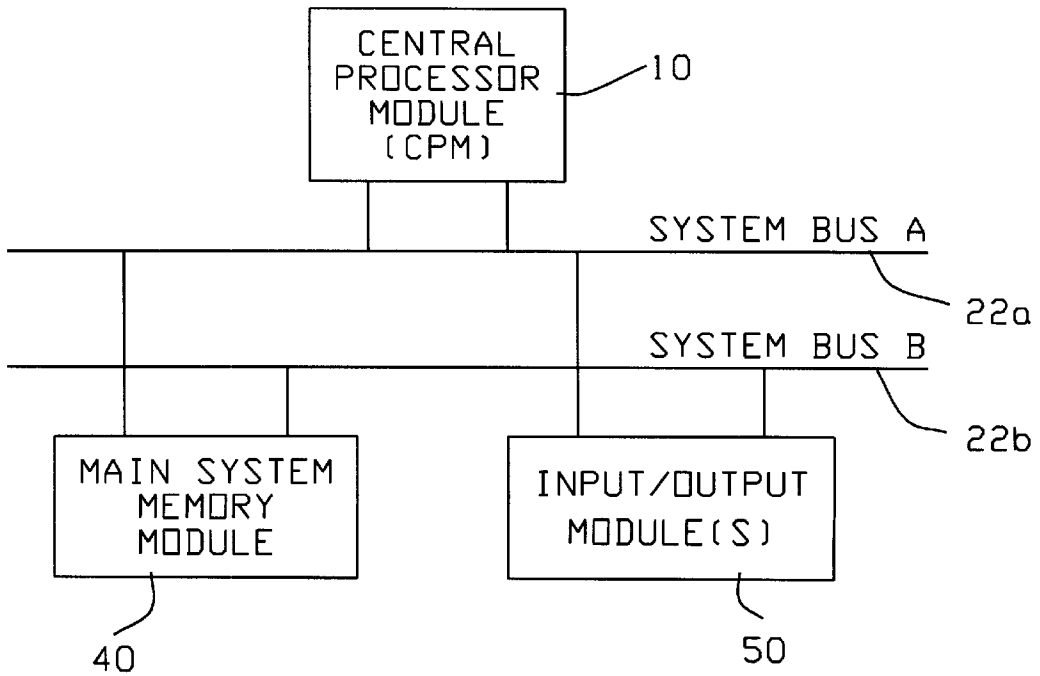 CENTRAL
PROCESSOR
MODULE
(CPM)
10
SYSTEM BUS A
22a
SYSTEM BUS B
22b
MAIN SYSTEM
MEMORY
MODULE
INPUT/OUTPUT
MODULE(S)
40
50